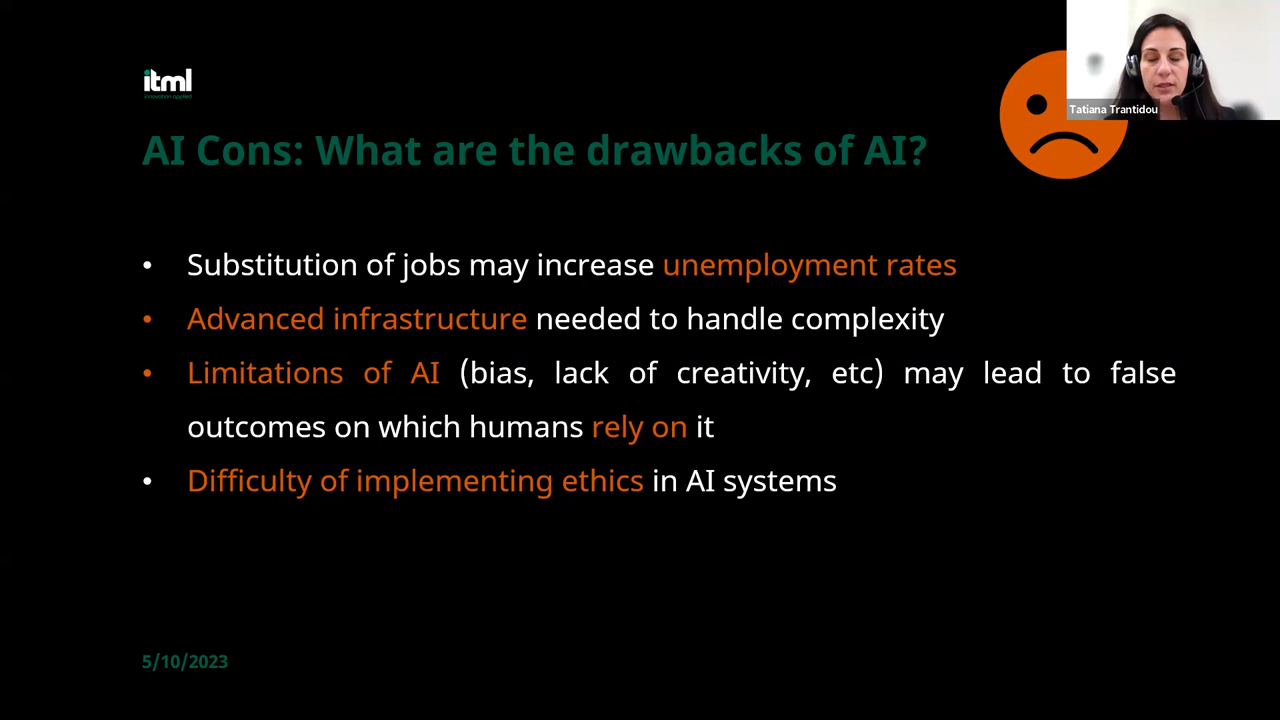 itml
innovation applied
Tatiana Trantidou
AI Cons: What are the drawbacks of AI?
• Substitution of jobs may increase unemployment rates
• Advanced infrastructure needed to handle complexity
• Limitations of AI (bias, lack of creativity, etc) may lead to false
outcomes on which humans rely on it
• Difficulty of implementing ethics in AI systems
5/10/2023